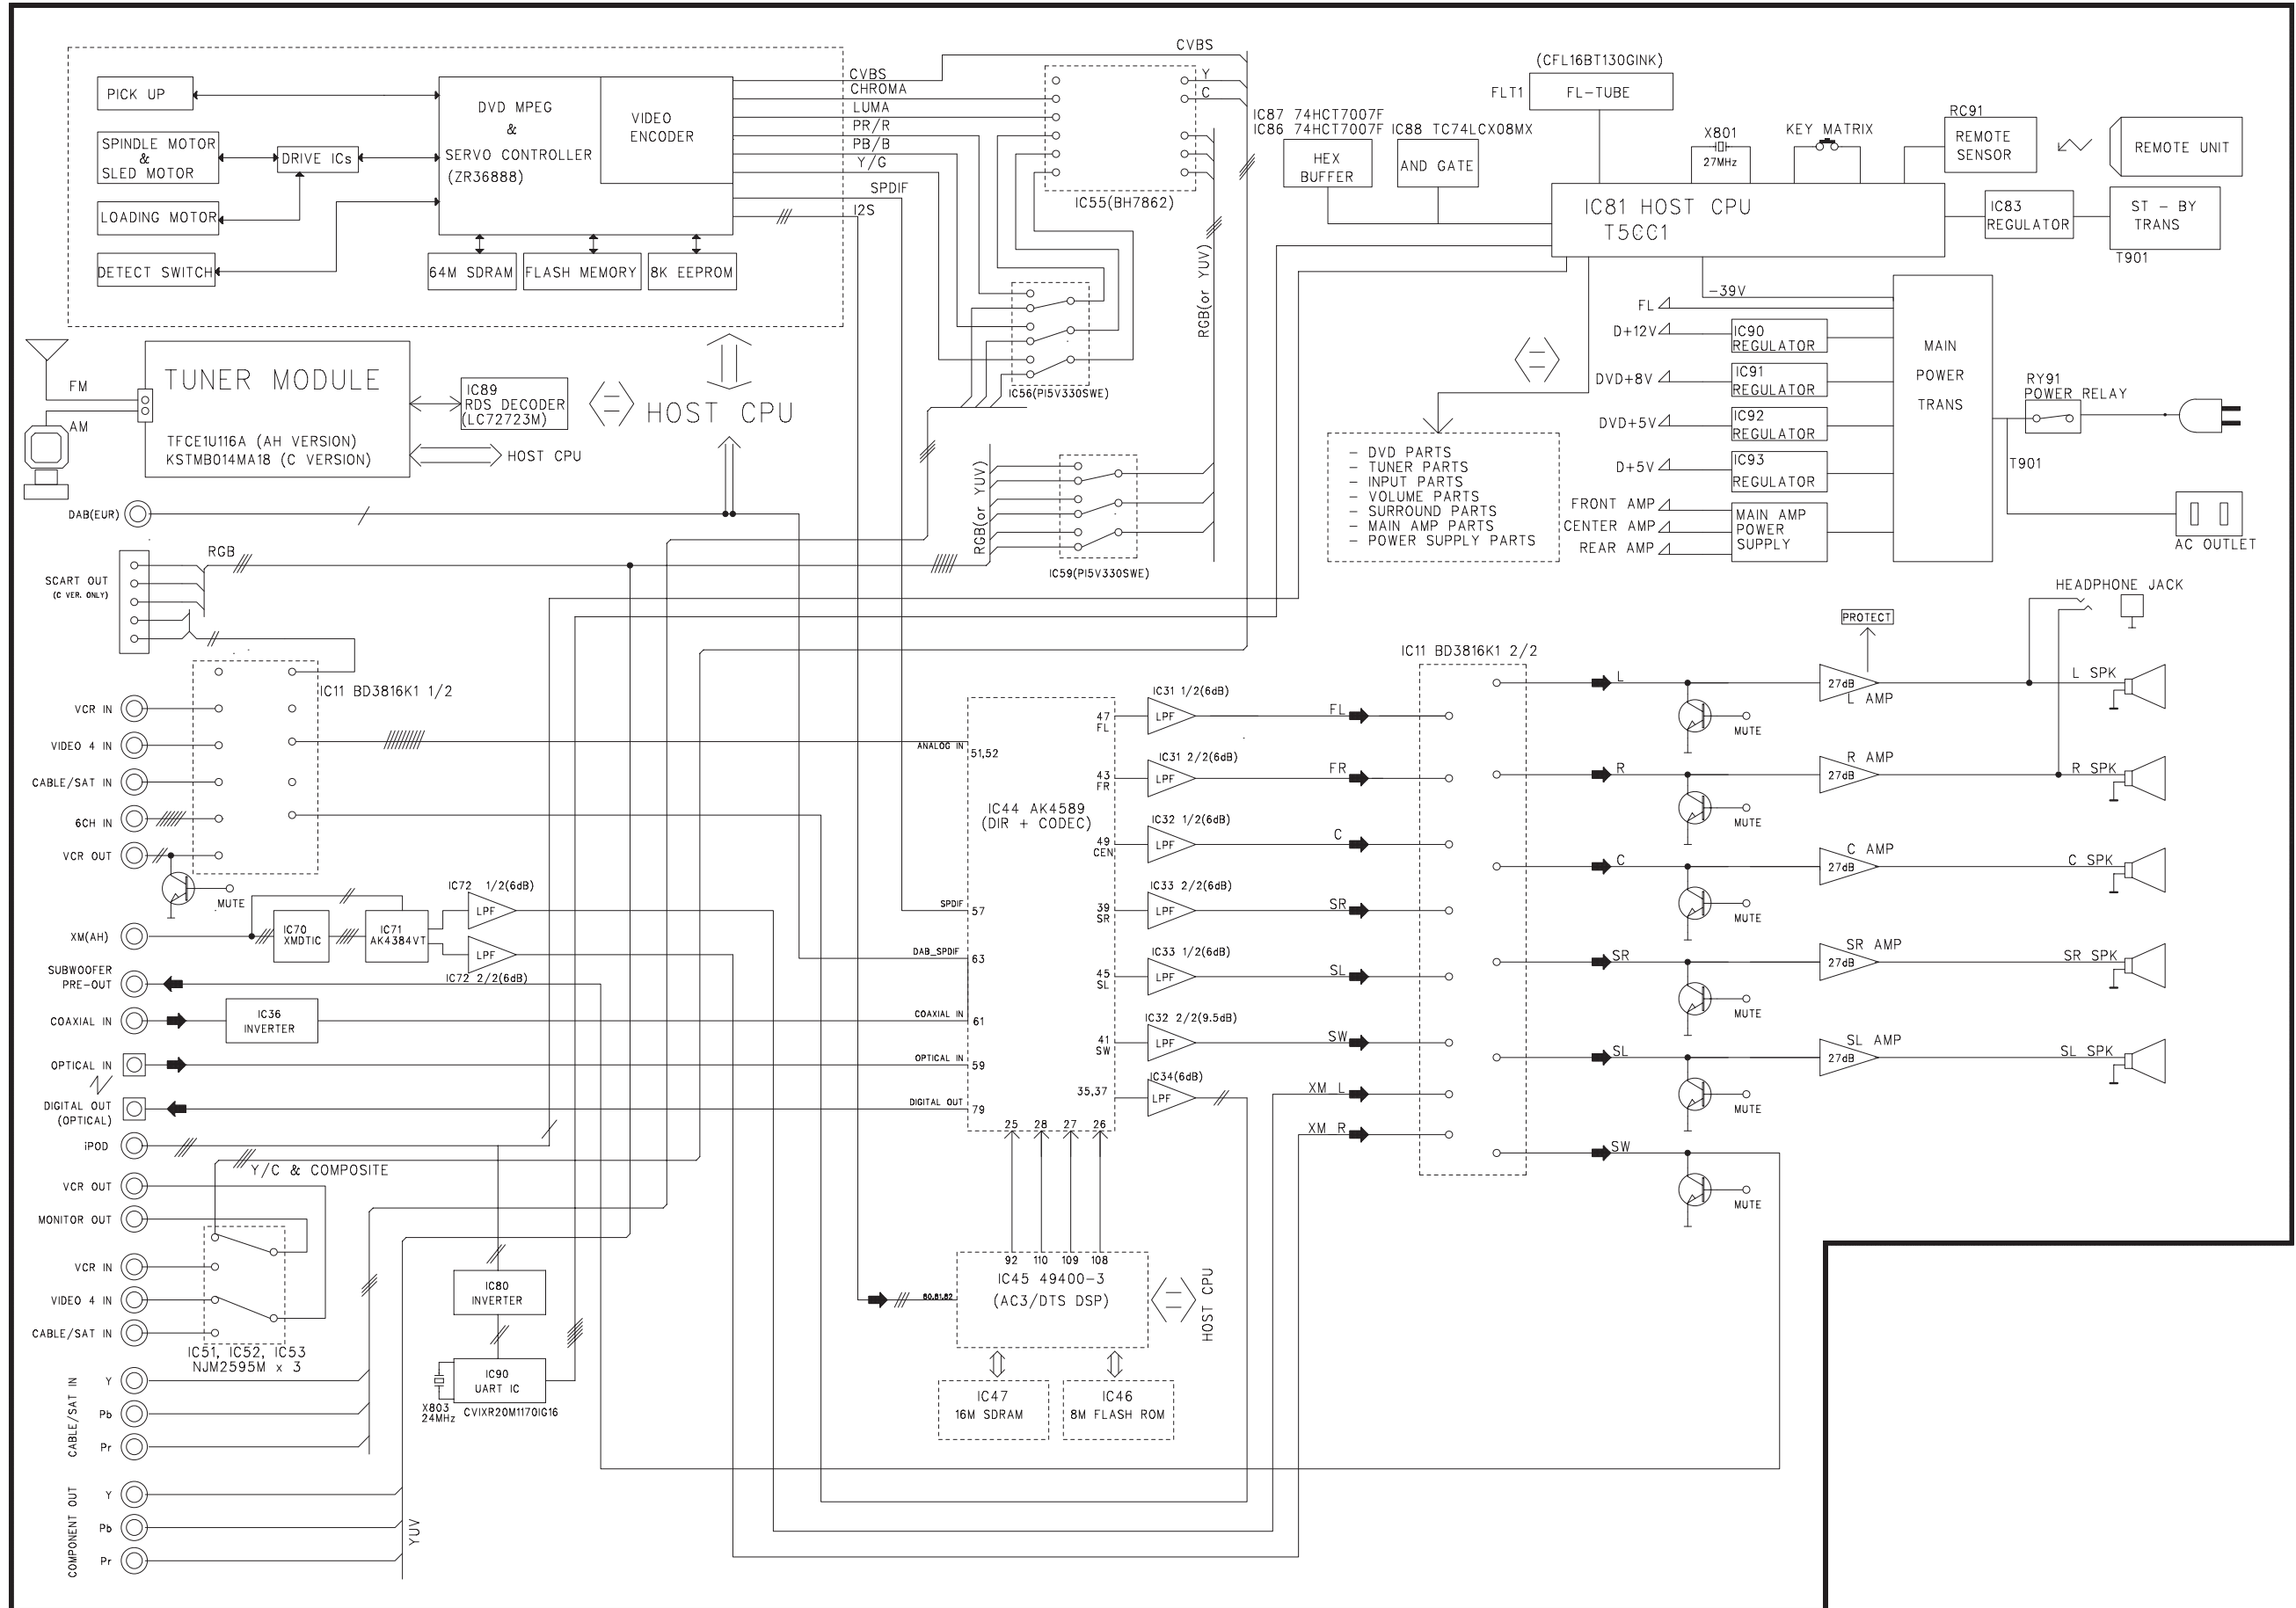 PICK UP
SPINDLE MOTOR
&
SLED MOTOR
DRIVE ICs
LOADING MOTOR
DETECT SWITCH
DVD MPEG
&
SERVO CONTROLLER
(ZR36888)
VIDEO
ENCODER
64M SDRAM
FLASH MEMORY
8K EEPROM
CVBS
CHROMA
LUMA
PR/R
PB/B
Y/G
SPDIF
I2S
CVBS
Y
C
IC55(BH7862)
RGB(or YUV)
IC56(PI5V330SWE)
RGB(or YUV)
IC59(PI5V330SWE)
FM
AM
TUNER MODULE
TFCE1U116A (AH VERSION)
KSTMB014MA18 (C VERSION)
IC89
RDS DECODER
(LC72723M)
HOST CPU
HOST CPU
(CFL16BT130GINK)
FLT1
FL-TUBE
IC87 74HCT7007F
IC86 74HCT7007F
IC88 TC74LCX08MX
HEX
BUFFER
AND GATE
X801
27MHz
KEY MATRIX
RC91
REMOTE
SENSOR
REMOTE UNIT
IC81 HOST CPU
T5CC1
IC83
REGULATOR
ST - BY
TRANS
T901
-39V
FL
D+12V
IC90
REGULATOR
DVD+8V
IC91
REGULATOR
DVD+5V
IC92
REGULATOR
D+5V
IC93
REGULATOR
FRONT AMP
CENTER AMP
REAR AMP
MAIN AMP
POWER
SUPPLY
MAIN
POWER
TRANS
RY91
POWER RELAY
T901
AC OUTLET
- DVD PARTS
- TUNER PARTS
- INPUT PARTS
- VOLUME PARTS
- SURROUND PARTS
- MAIN AMP PARTS
- POWER SUPPLY PARTS
DAB(EUR)
RGB
SCART OUT
(C VER. ONLY)
IC11 BD3816K1 1/2
VCR IN
VIDEO 4 IN
CABLE/SAT IN
6CH IN
VCR OUT
MUTE
XM(AH)
IC70
XMDTIC
IC71
AK4384VT
IC72 1/2(6dB)
LPF
LPF
IC72 2/2(6dB)
SUBWOOFER
PRE-OUT
COAXIAL IN
IC36
INVERTER
OPTICAL IN
DIGITAL OUT
(OPTICAL)
iPOD
Y/C & COMPOSITE
VCR OUT
MONITOR OUT
VCR IN
VIDEO 4 IN
CABLE/SAT IN
IC51, IC52, IC53
NJM2595M x 3
CABLE/SAT IN
Y
Pb
Pr
COMPONENT OUT
Y
Pb
Pr
YUV
IC80
INVERTER
IC90
UART IC
X803
24MHz
CVIXR20M1170IG16
IC44 AK4589
(DIR + CODEC)
ANALOG IN
51,52
SPDIF
57
DAB_SPDIF
63
COAXIAL IN
61
OPTICAL IN
59
DIGITAL OUT
79
47
FL
43
FR
49
CEN
39
SR
45
SL
41
SW
35,37
25
28
27
26
92
110
109
108
IC45 49400-3
(AC3/DTS DSP)
80,81,82
HOST CPU
IC47
16M SDRAM
IC46
8M FLASH ROM
IC31 1/2(6dB)
LPF
IC31 2/2(6dB)
LPF
IC32 1/2(6dB)
LPF
IC33 2/2(6dB)
LPF
IC33 1/2(6dB)
LPF
IC32 2/2(9.5dB)
LPF
IC34(6dB)
LPF
FL
FR
C
SR
SL
SW
XM L
XM R
IC11 BD3816K1 2/2
L
R
C
SR
SL
SW
MUTE
MUTE
MUTE
MUTE
MUTE
MUTE
PROTECT
27dB
L AMP
R AMP
27dB
C AMP
27dB
SR AMP
27dB
SL AMP
27dB
HEADPHONE JACK
L SPK
R SPK
C SPK
SR SPK
SL SPK